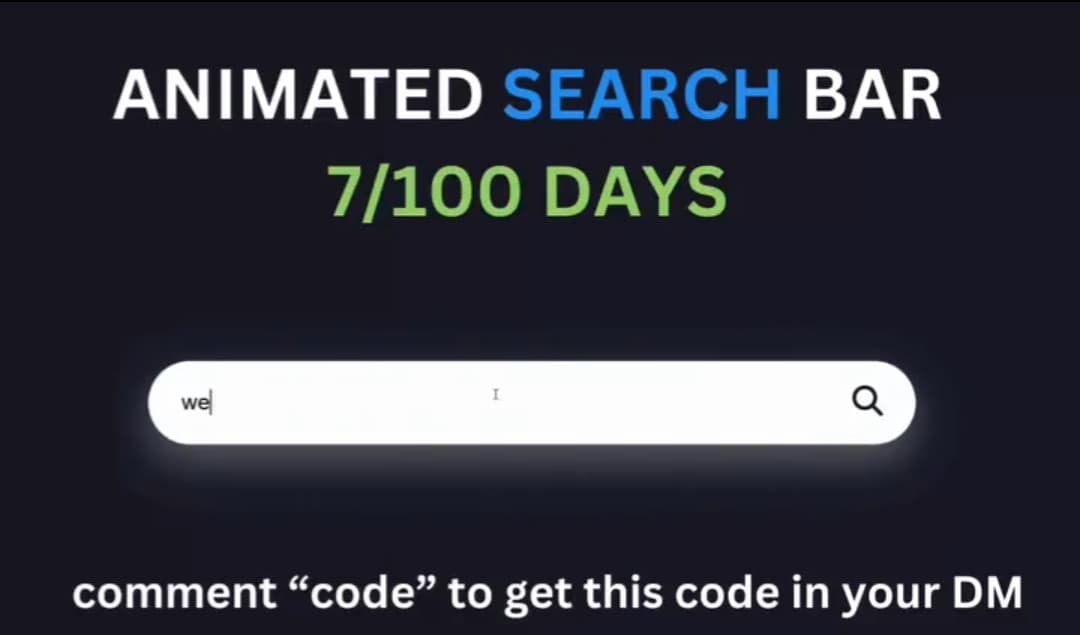 ANIMATED SEARCH BAR
7/100 DAYS
we
comment “code” to get this code in your DM